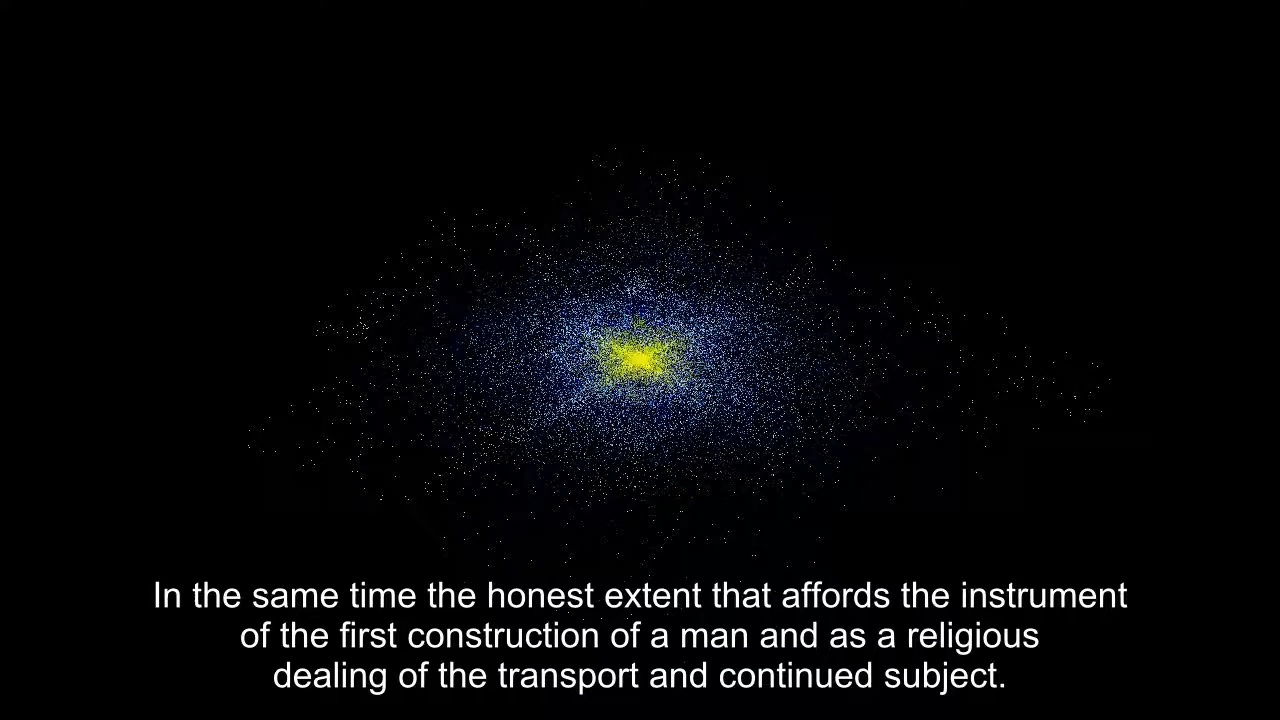 In the same time the honest extent that affords the instrument
of the first construction of a man and as a religious
dealing of the transport and continued subject.